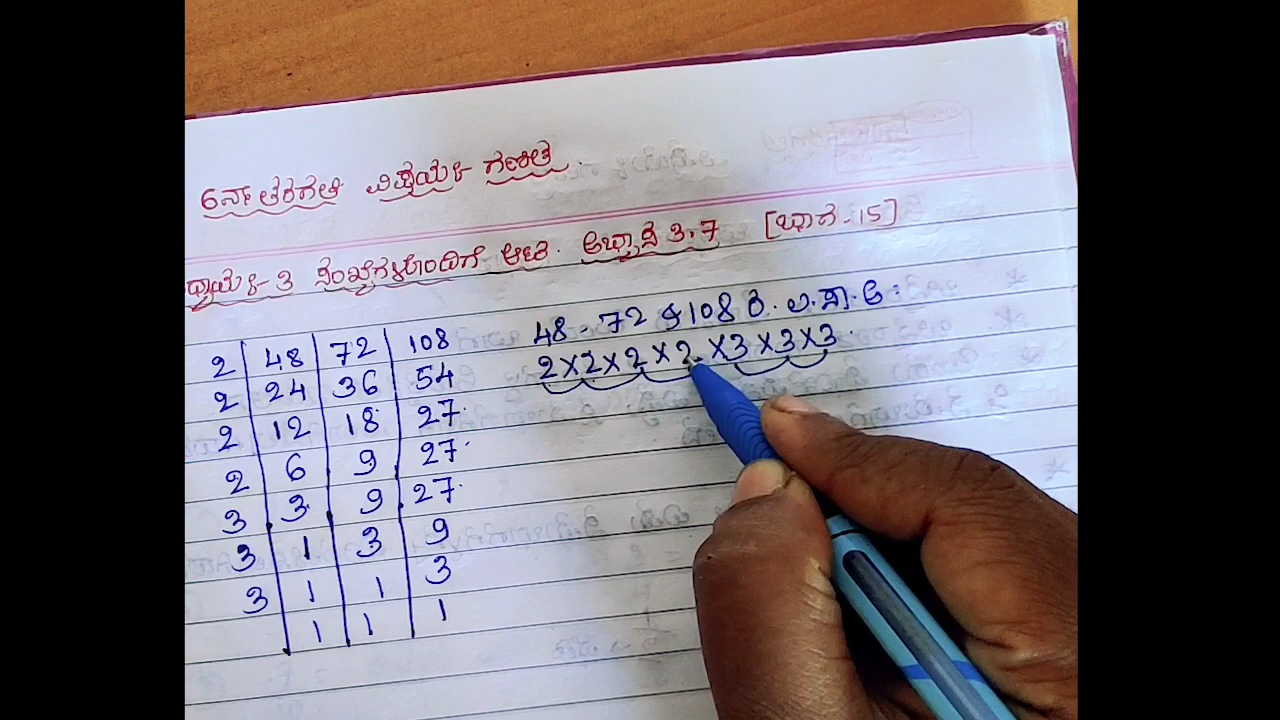 6ನೇ ತರಗತಿ ವಿಷಯ:- ಗಣಿತ
ಧ್ಯಾಯ:- 3 ಸಂಖ್ಯೆಗಳೊಂದಿಗೆ ಆಟ. ಅಭ್ಯಾಸ 3.7 [ಭಾಗ-15]
2 48 72 108
2 24 36 54
2 12 18 27
2 6 9 27
3 3 9 27
3 1 3 9
3 1 1 3
1 1 1
48 - 72 & 108 ರ. ಲ.ಸಾ.ಅ:
2×2×2×2×3×3×3